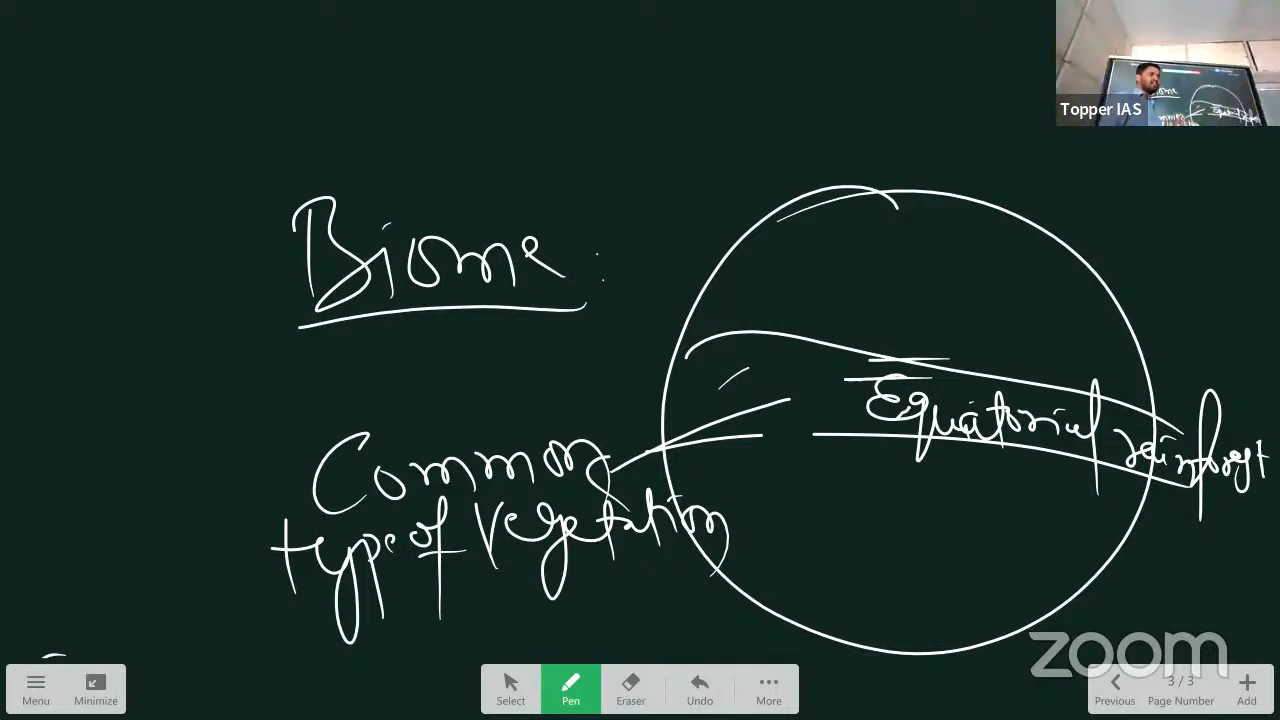 Topper IAS
Biome :
Equatorial rainforest
Common
type of Vegetation
zoom
Menu
Minimize
Select
Pen
Eraser
Undo
More
Previous
3 / 3
Page Number
Add